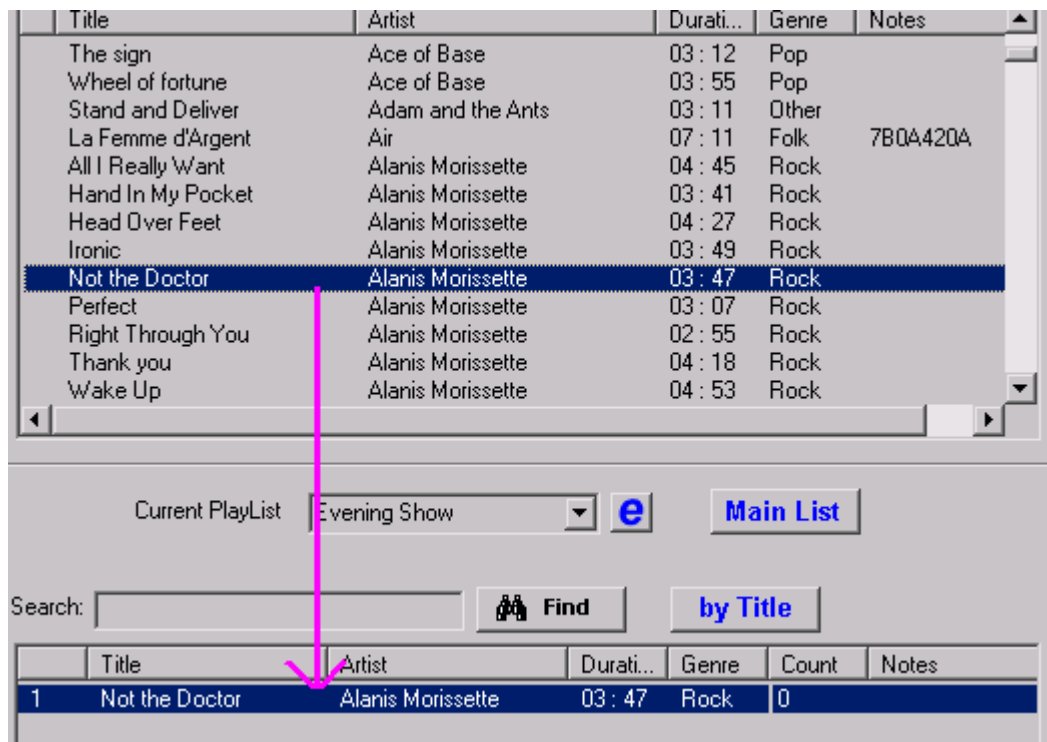 Title Artist Durati... Genre Notes
The sign Ace of Base 03 : 12 Pop
Wheel of fortune Ace of Base 03 : 55 Pop
Stand and Deliver Adam and the Ants 03 : 11 Other
La Femme d'Argent Air 07 : 11 Folk 7B0A420A
All I Really Want Alanis Morissette 04 : 45 Rock
Hand In My Pocket Alanis Morissette 03 : 41 Rock
Head Over Feet Alanis Morissette 04 : 27 Rock
Ironic Alanis Morissette 03 : 49 Rock
Not the Doctor Alanis Morissette 03 : 47 Rock
Perfect Alanis Morissette 03 : 07 Rock
Right Through You Alanis Morissette 02 : 55 Rock
Thank you Alanis Morissette 04 : 18 Rock
Wake Up Alanis Morissette 04 : 53 Rock
Current PlayList Evening Show e Main List
Search: Find by Title
Title Artist Durati... Genre Count Notes
1 Not the Doctor Alanis Morissette 03 : 47 Rock 0